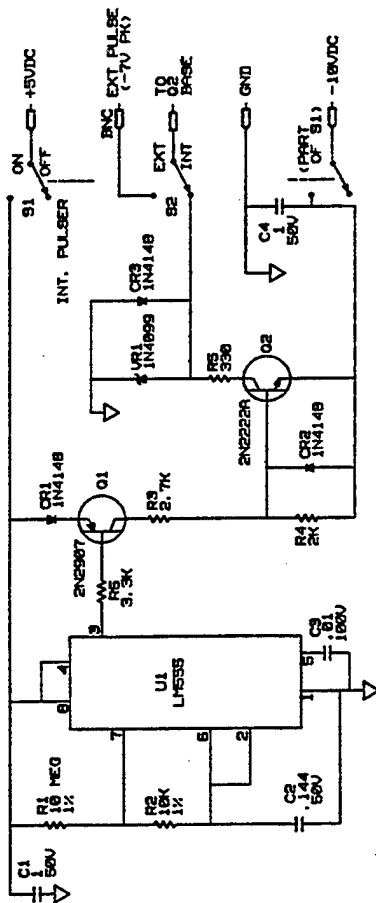 C1
1
50V
R1
10 MEG
1%
R2
10K
1%
C2
.144
50V
7
6
2
8
4
U1
LM555
3
1
5
C3
.01
100V
R6
3.3K
2N2907
Q1
CR1
1N4148
R3
2.7K
R4
2K
CR2
1N4148
2N2222A
Q2
R5
330
VR1
1N4099
CR3
1N4148
INT. PULSER
S1
ON
OFF
+5VDC
S2
EXT
INT
BNC
EXT PULSE
(-7V PK)
TO
Q2
BASE
C4
1
50V
GND
(PART
OF S1)
-10VDC